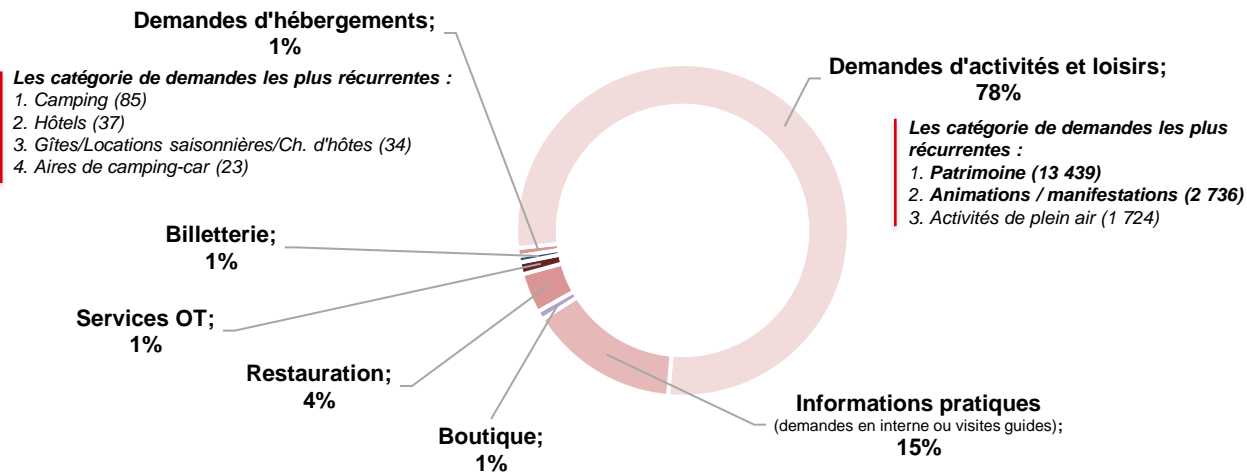 Demandes d'hébergements;
1%
Les catégorie de demandes les plus récurrentes :
1. Camping (85)
2. Hôtels (37)
3. Gîtes/Locations saisonnières/Ch. d'hôtes (34)
4. Aires de camping-car (23)
Demandes d'activités et loisirs;
78%
Les catégorie de demandes les plus
récurrentes :
1. Patrimoine (13 439)
2. Animations / manifestations (2 736)
3. Activités de plein air (1 724)
Billetterie;
1%
Services OT;
1%
Restauration;
4%
Boutique;
1%
Informations pratiques
(demandes en interne ou visites guides);
15%